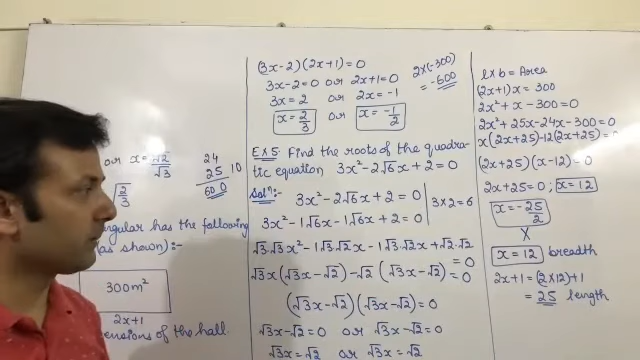 or x = √2/√3
√2/3
24
25
600
10
ngular has the following
(as shown) :-
300m²
2x+1
ensions of the hall.
(3x-2)(2x+1)=0
3x-2=0 or 2x+1=0
3x=2 or 2x=-1
x=2/3 or x=-1/2
2×(-300)
=-600
EX5: Find the roots of the quadra-
tic equation 3x²-2√6x+2=0
Solⁿ:- 3x²-2√6x+2=0
3×2=6
3x²-1√6x-1√6x+2=0
√3.√3x²-1√3.√2x-1√3.√2x+√2.√2
=0
√3x(√3x-√2)-√2(√3x-√2)=0
(√3x-√2)(√3x-√2)=0
√3x-√2=0 or √3x-√2=0
√3x=√2 or √3x=√2
l×b=Area
(2x+1)x=300
2x²+x-300=0
2x²+25x-24x-300=0
x(2x+25)-12(2x+25)=0
(2x+25)(x-12)=0
2x+25=0; x=12
x=-25/2
X
x=12 breadth
2x+1=(2×12)+1
=25 length